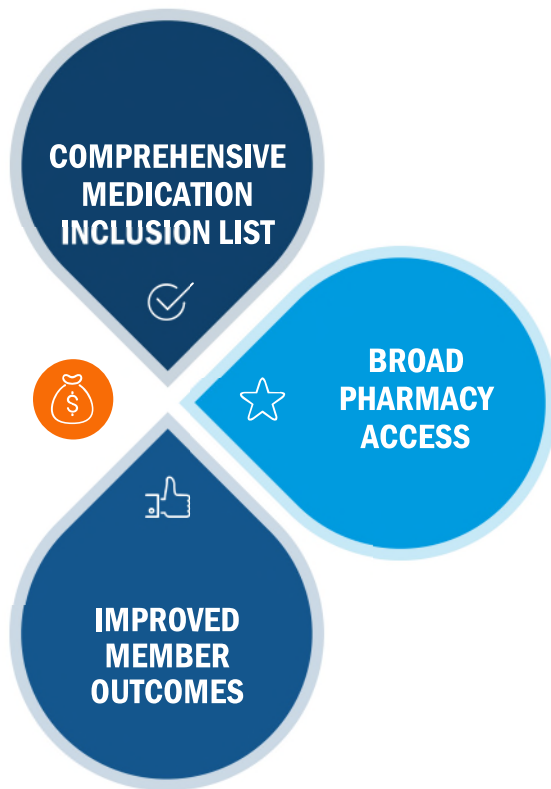 COMPREHENSIVE
MEDICATION
INCLUSION LIST
BROAD
PHARMACY
ACCESS
$
IMPROVED
MEMBER
OUTCOMES